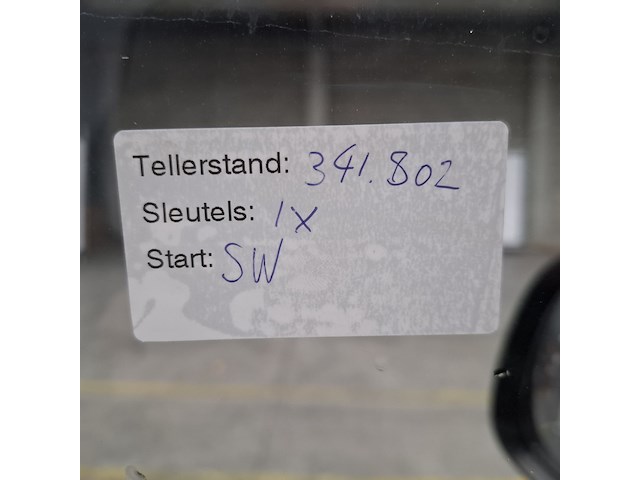 Tellerstand: 341.802
Sleutels: 1x
Start: SW